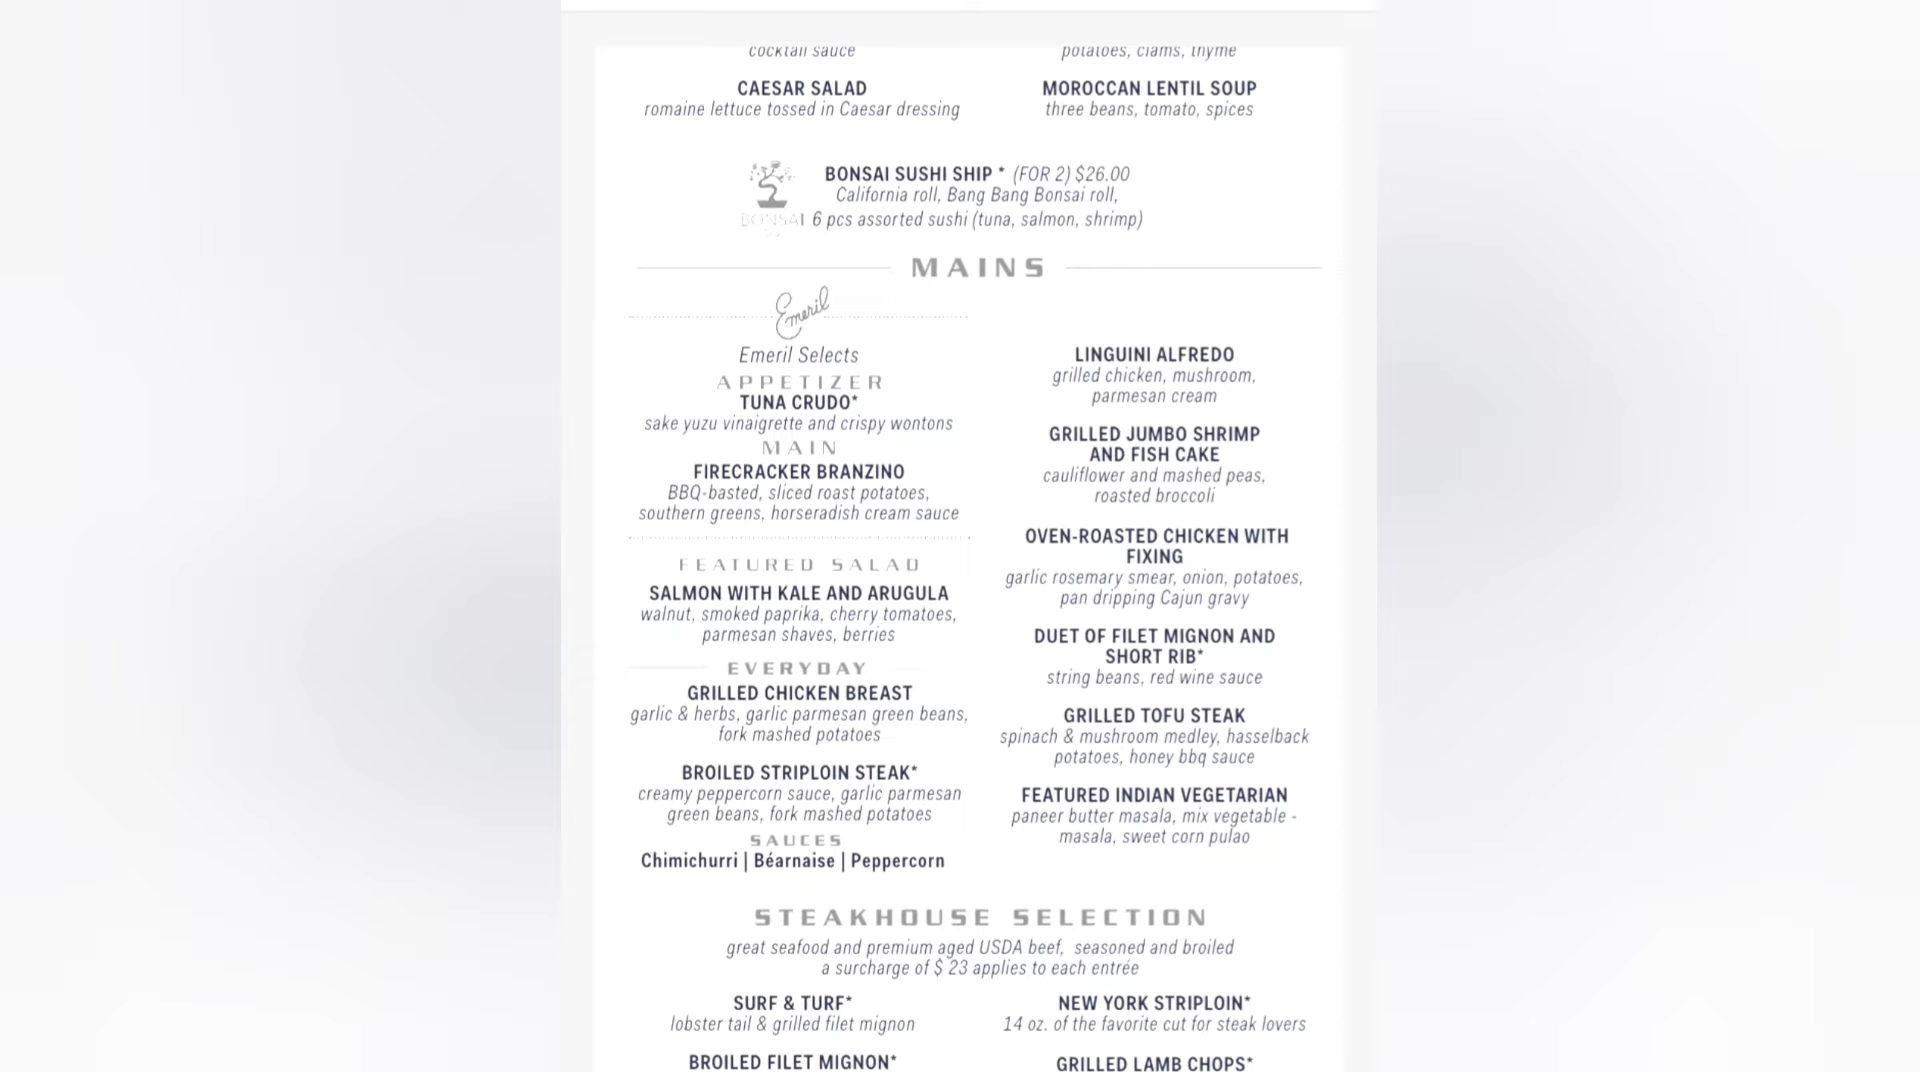 cocktail sauce
CAESAR SALAD
romaine lettuce tossed in Caesar dressing
potatoes, clams, thyme
MOROCCAN LENTIL SOUP
three beans, tomato, spices
BONSAI SUSHI SHIP * (FOR 2) $26.00
California roll, Bang Bang Bonsai roll,
6 pcs assorted sushi (tuna, salmon, shrimp)
BONSAI
MAINS
Emeril
Emeril Selects
APPETIZER
TUNA CRUDO*
sake yuzu vinaigrette and crispy wontons
MAIN
FIRECRACKER BRANZINO
BBQ-basted, sliced roast potatoes,
southern greens, horseradish cream sauce
FEATURED SALAD
SALMON WITH KALE AND ARUGULA
walnut, smoked paprika, cherry tomatoes,
parmesan shaves, berries
EVERYDAY
GRILLED CHICKEN BREAST
garlic & herbs, garlic parmesan green beans,
fork mashed potatoes
BROILED STRIPLOIN STEAK*
creamy peppercorn sauce, garlic parmesan
green beans, fork mashed potatoes
SAUCES
Chimichurri | Béarnaise | Peppercorn
LINGUINI ALFREDO
grilled chicken, mushroom,
parmesan cream
GRILLED JUMBO SHRIMP
AND FISH CAKE
cauliflower and mashed peas,
roasted broccoli
OVEN-ROASTED CHICKEN WITH
FIXING
garlic rosemary smear, onion, potatoes,
pan dripping Cajun gravy
DUET OF FILET MIGNON AND
SHORT RIB*
string beans, red wine sauce
GRILLED TOFU STEAK
spinach & mushroom medley, hasselback
potatoes, honey bbq sauce
FEATURED INDIAN VEGETARIAN
paneer butter masala, mix vegetable -
masala, sweet corn pulao
STEAKHOUSE SELECTION
great seafood and premium aged USDA beef, seasoned and broiled
a surcharge of $ 23 applies to each entrée
SURF & TURF*
lobster tail & grilled filet mignon
BROILED FILET MIGNON*
NEW YORK STRIPLOIN*
14 oz. of the favorite cut for steak lovers
GRILLED LAMB CHOPS*